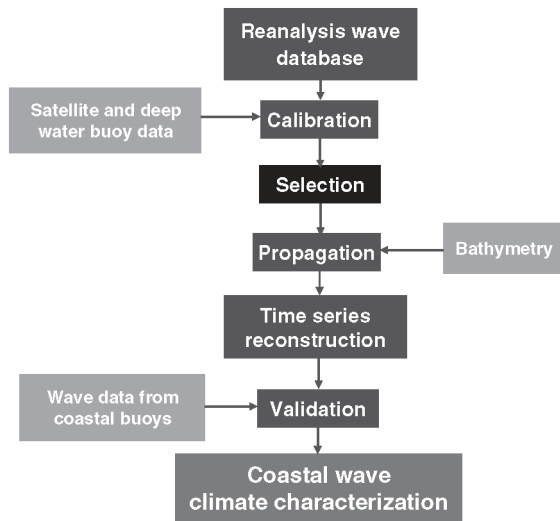 Reanalysis wave
database
Satellite and deep
water buoy data
Calibration
Selection
Propagation
Bathymetry
Time series
reconstruction
Wave data from
coastal buoys
Validation
Coastal wave
climate characterization